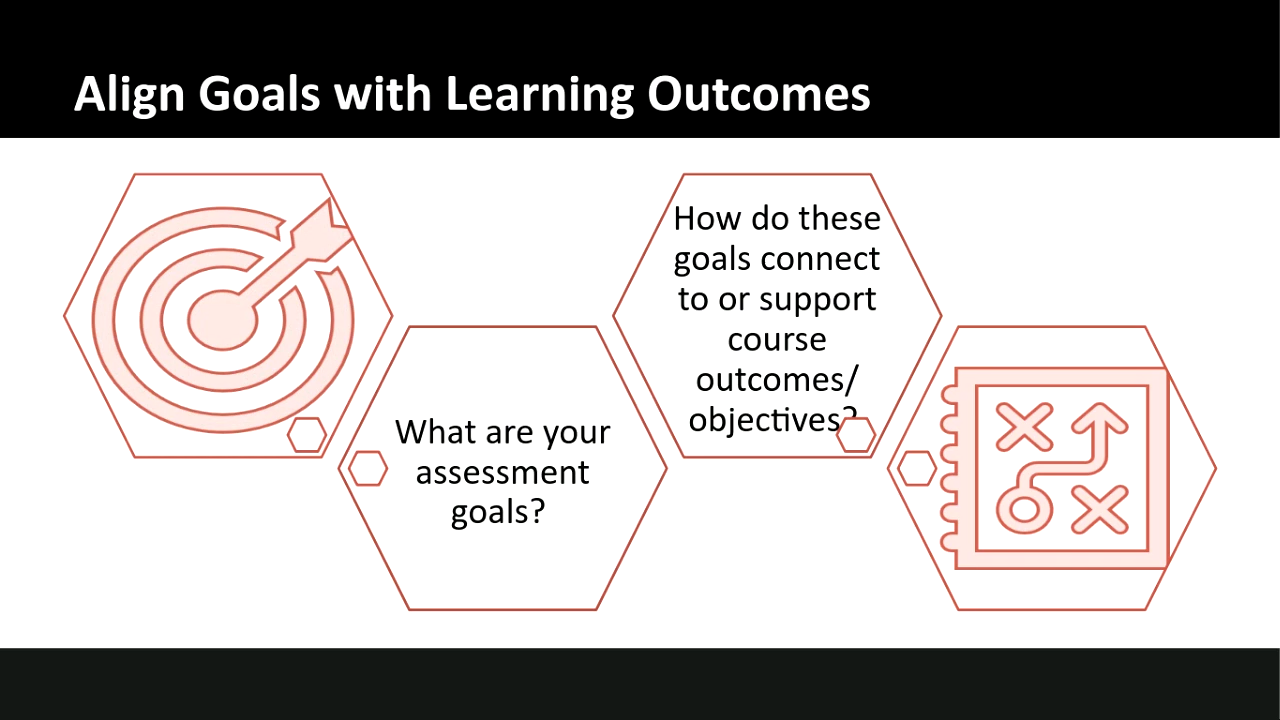 Align Goals with Learning Outcomes
What are your
assessment
goals?
How do these
goals connect
to or support
course
outcomes/
objectives?